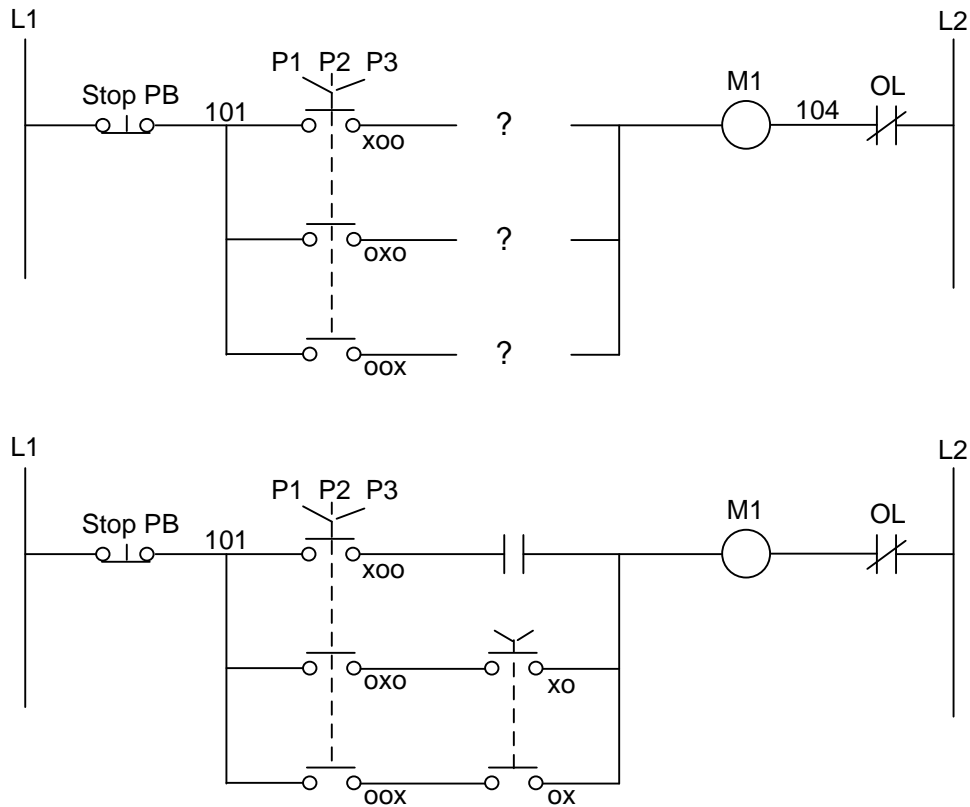 L1 L2
P1 P2 P3 M1 OL
Stop PB
101 104
xoo ?
oxo ?
oox ?
L1 L2
P1 P2 P3 M1 OL
Stop PB
101
xoo
oxo xo
oox ox